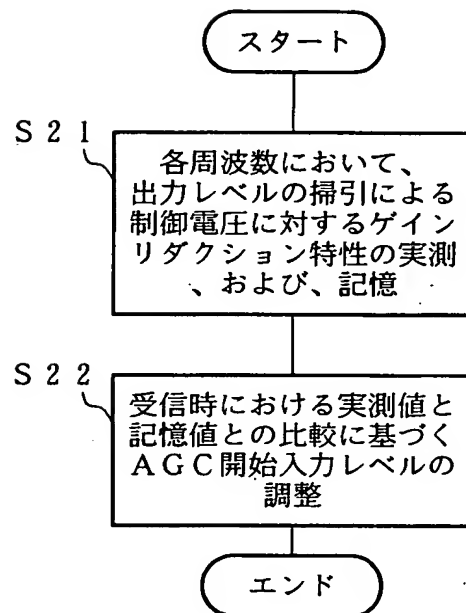 スタート
S21
各周波数において、
出力レベルの掃引による
制御電圧に対するゲイン
リダクション特性の実測
、および、記憶
S22
受信時における実測値と
記憶値との比較に基づく
AGC開始入力レベルの
調整
エンド